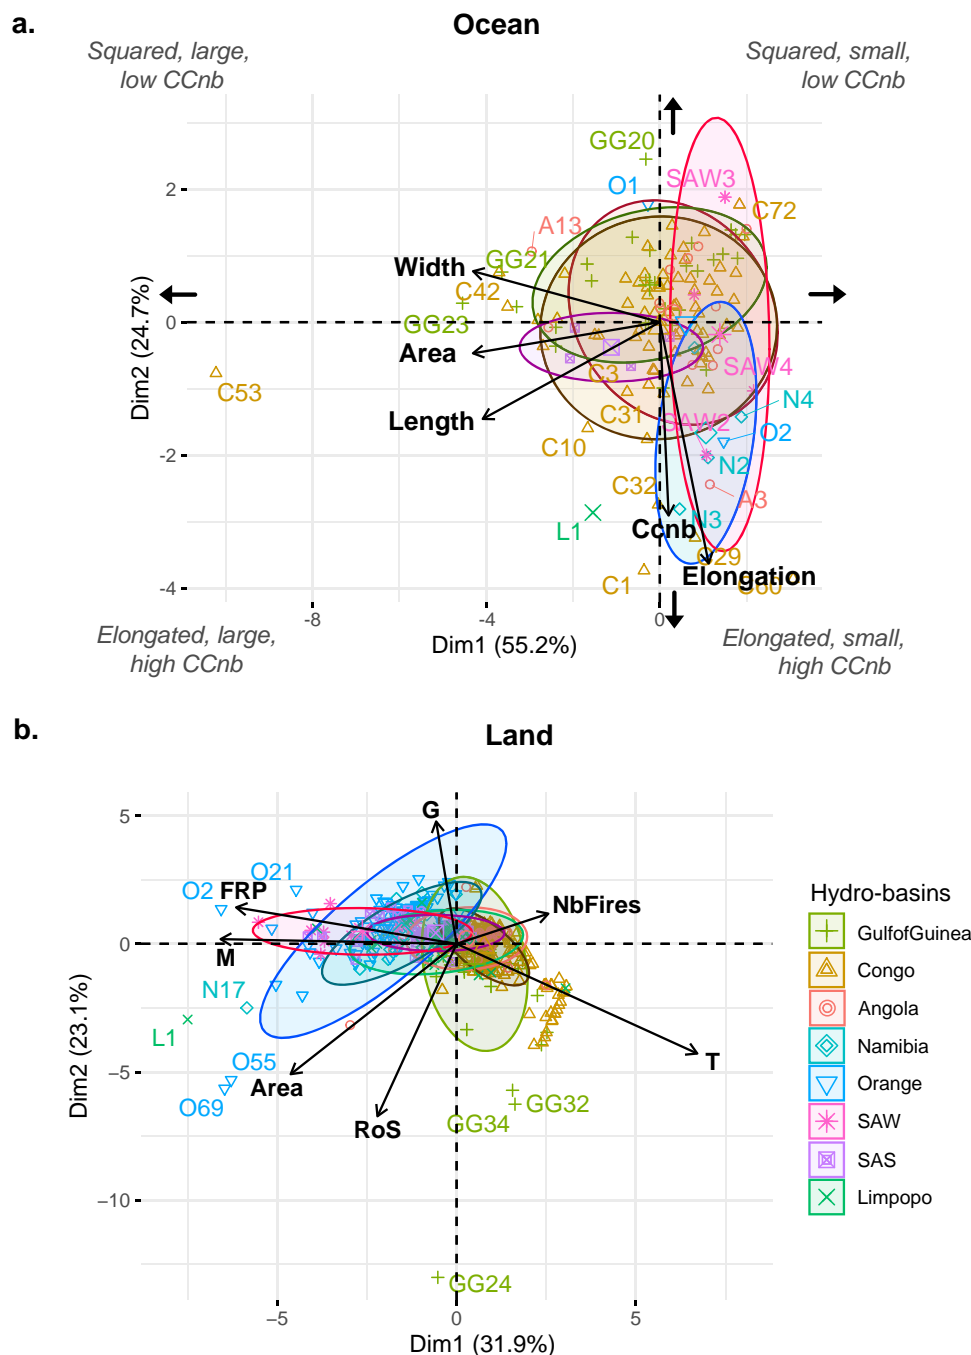 a.
Ocean
Squared, large,
low CCnb
Squared, small,
low CCnb
GG20
SAW3
O1
C72
A13
GG21
Width
C42
GG23
Area
C3
SAW4
C53
Length
C31
N4
SAW2
O2
C10
N2
C32
A3
L1
N3
Ccnb
C29
C1
Elongation
C60
2
0
-2
-4
Dim2 (24.7%)
-8
-4
0
Dim1 (55.2%)
Elongated, large,
high CCnb
Elongated, small,
high CCnb
b.
Land
G
O21
O2
FRP
NbFires
M
N17
L1
O55
Area
T
O69
RoS
GG32
GG34
GG24
5
0
−5
−10
Dim2 (23.1%)
−5
0
5
Dim1 (31.9%)
Hydro-basins
GulfofGuinea
Congo
Angola
Namibia
Orange
SAW
SAS
Limpopo